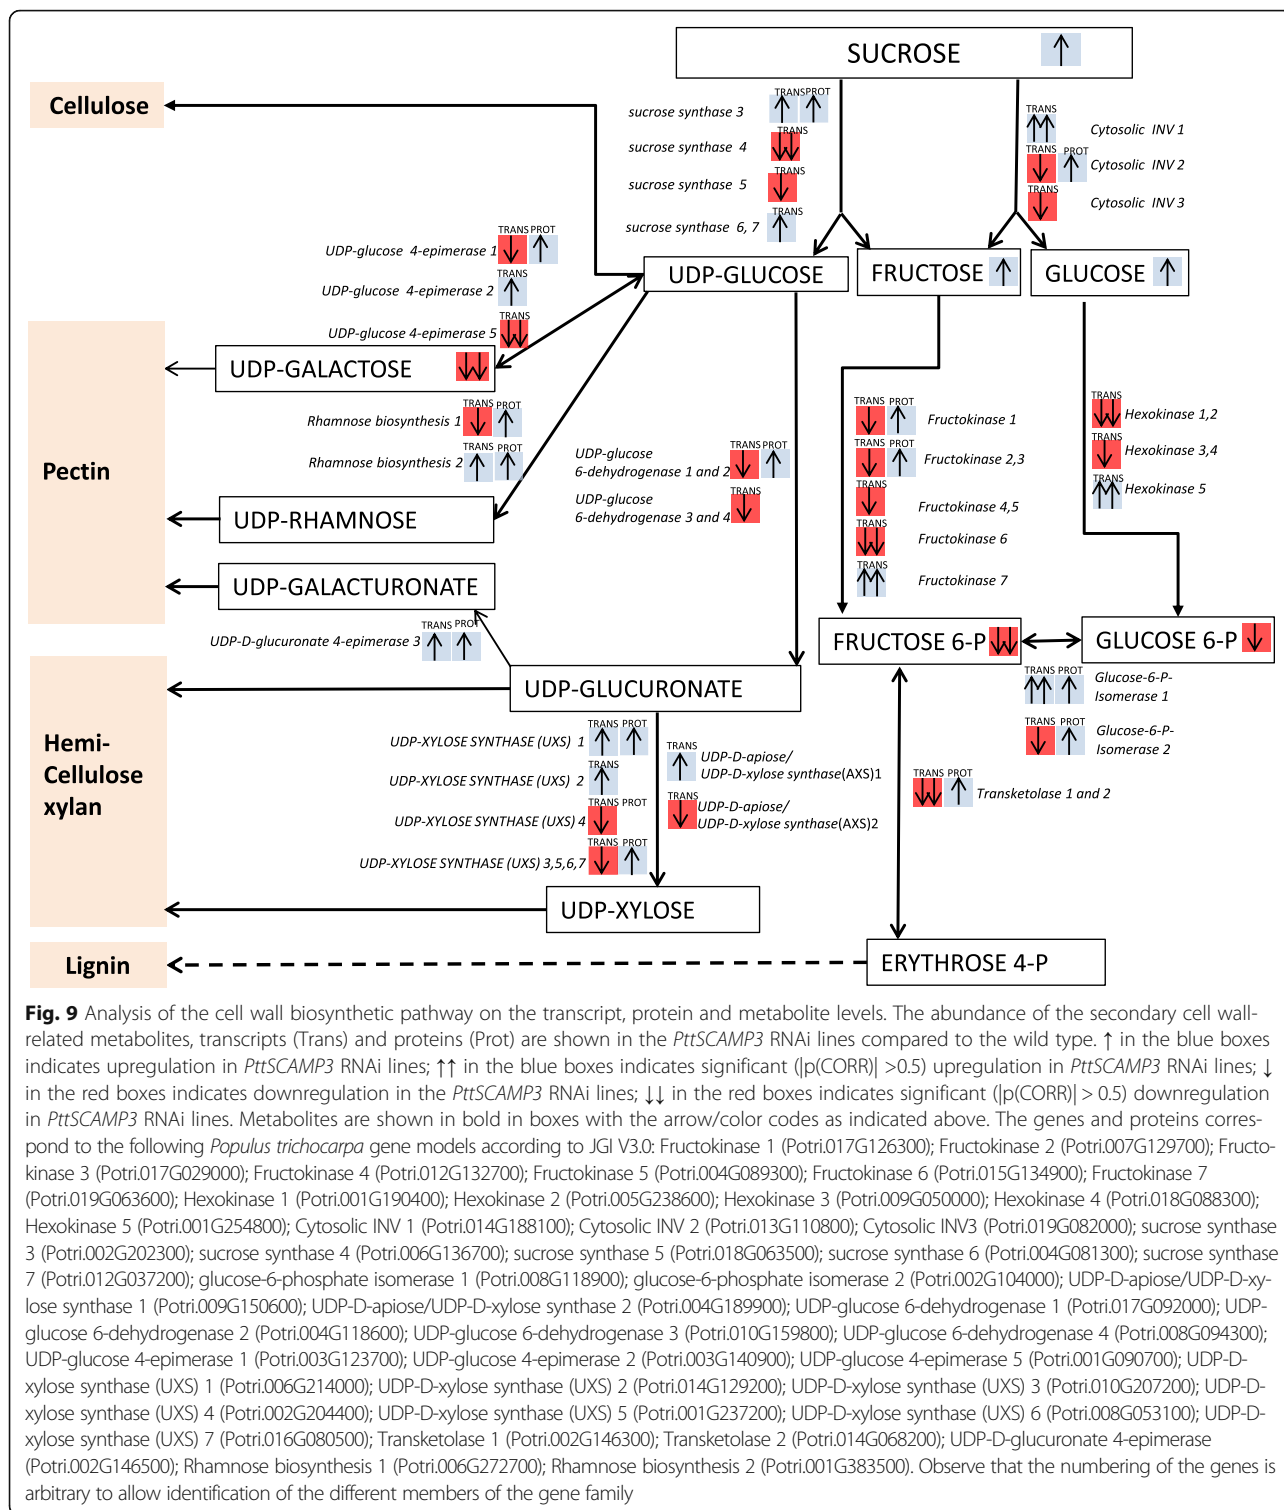 SUCROSE ↑
Cellulose
TRANS PROT
sucrose synthase 3 ↑ ↑
TRANS
sucrose synthase 4 ↓↓
TRANS
sucrose synthase 5 ↓
TRANS
sucrose synthase 6, 7 ↑
TRANS
↑↑ Cytosolic INV 1
TRANS PROT
↓ ↑ Cytosolic INV 2
TRANS
↓ Cytosolic INV 3
TRANS PROT
UDP-glucose 4-epimerase 1 ↓ ↑
TRANS
UDP-glucose 4-epimerase 2 ↑
TRANS
UDP-glucose 4-epimerase 5 ↓↓
UDP-GLUCOSE
FRUCTOSE ↑
GLUCOSE ↑
Pectin
UDP-GALACTOSE ↓↓
TRANS PROT
Rhamnose biosynthesis 1 ↓ ↑
TRANS PROT
Rhamnose biosynthesis 2 ↑ ↑
UDP-RHAMNOSE
UDP-GALACTURONATE
TRANS PROT
UDP-D-glucuronate 4-epimerase 3 ↑ ↑
TRANS PROT
UDP-glucose
6-dehydrogenase 1 and 2 ↓ ↑
TRANS
UDP-glucose
6-dehydrogenase 3 and 4 ↓
TRANS PROT
↓ ↑ Fructokinase 1
TRANS PROT
↓ ↑ Fructokinase 2,3
TRANS
↓ Fructokinase 4,5
TRANS
↓↓ Fructokinase 6
TRANS
↑↑ Fructokinase 7
TRANS
↓↓ Hexokinase 1,2
TRANS
↓ Hexokinase 3,4
TRANS
↑↑ Hexokinase 5
FRUCTOSE 6-P ↓↓
GLUCOSE 6-P ↓
TRANS PROT
↑↑ ↑ Glucose-6-P-
Isomerase 1
TRANS PROT
↓ ↑ Glucose-6-P-
Isomerase 2
TRANS PROT
↓↓ ↑ Transketolase 1 and 2
Hemi-
Cellulose
xylan
UDP-GLUCURONATE
TRANS PROT
UDP-XYLOSE SYNTHASE (UXS) 1 ↑ ↑
TRANS
UDP-XYLOSE SYNTHASE (UXS) 2 ↑
TRANS PROT
UDP-XYLOSE SYNTHASE (UXS) 4 ↓
TRANS PROT
UDP-XYLOSE SYNTHASE (UXS) 3,5,6,7 ↓ ↑
TRANS
↑ UDP-D-apiose/
UDP-D-xylose synthase(AXS)1
TRANS
↓ UDP-D-apiose/
UDP-D-xylose synthase(AXS)2
UDP-XYLOSE
Lignin
ERYTHROSE 4-P
Fig. 9 Analysis of the cell wall biosynthetic pathway on the transcript, protein and metabolite levels. The abundance of the secondary cell wall-
related metabolites, transcripts (Trans) and proteins (Prot) are shown in the PttSCAMP3 RNAi lines compared to the wild type. ↑ in the blue boxes
indicates upregulation in PttSCAMP3 RNAi lines; ↑↑ in the blue boxes indicates significant (|p(CORR)| >0.5) upregulation in RNAi lines; ↓
in the red boxes indicates downregulation in the PttSCAMP3 RNAi lines; ↓↓ in the red boxes indicates significant (|p(CORR)| > 0.5) downregulation
in PttSCAMP3 RNAi lines. Metabolites are shown in bold in boxes with the arrow/color codes as indicated above. The genes and proteins corres-
pond to the following Populus trichocarpa gene models according to JGI V3.0: Fructokinase 1 (Potri.017G126300); Fructokinase 2 (Potri.007G129700); Fructo-
kinase 3 (Potri.017G029000); Fructokinase 4 (Potri.012G132700); Fructokinase 5 (Potri.004G089300); Fructokinase 6 (Potri.015G134900); Fructokinase 7
(Potri.019G063600); Hexokinase 1 (Potri.001G190400); Hexokinase 2 (Potri.005G238600); Hexokinase 3 (Potri.009G050000); Hexokinase 4 (Potri.018G088300);
Hexokinase 5 (Potri.001G254800); Cytosolic INV 1 (Potri.014G188100); Cytosolic INV 2 (Potri.013G110800); Cytosolic INV3 (Potri.019G082000); sucrose synthase
3 (Potri.002G202300); sucrose synthase 4 (Potri.006G136700); sucrose synthase 5 (Potri.018G063500); sucrose synthase 6 (Potri.004G081300); sucrose synthase
7 (Potri.012G037200); glucose-6-phosphate isomerase 1 (Potri.008G118900); glucose-6-phosphate isomerase 2 (Potri.002G104000); UDP-D-apiose/UDP-D-xy-
lose synthase 1 (Potri.009G150600); UDP-D-apiose/UDP-D-xylose synthase 2 (Potri.004G189900); UDP-glucose 6-dehydrogenase 1 (Potri.017G092000); UDP-
glucose 6-dehydrogenase 2 (Potri.004G118600); UDP-glucose 6-dehydrogenase 3 (Potri.010G159800); UDP-glucose 6-dehydrogenase 4 (Potri.008G094300);
UDP-glucose 4-epimerase 1 (Potri.003G123700); UDP-glucose 4-epimerase 2 (Potri.003G140900); UDP-glucose 4-epimerase 5 (Potri.001G090700); UDP-D-
xylose synthase (UXS) 1 (Potri.006G214000); UDP-D-xylose synthase (UXS) 2 (Potri.014G129200); UDP-D-xylose synthase (UXS) 3 (Potri.010G207200); UDP-D-
xylose synthase (UXS) 4 (Potri.002G204400); UDP-D-xylose synthase (UXS) 5 (Potri.001G237200); UDP-D-xylose synthase (UXS) 6 (Potri.008G053100); UDP-D-
xylose synthase (UXS) 7 (Potri.016G080500); Transketolase 1 (Potri.002G146300); Transketolase 2 (Potri.014G068200); UDP-D-glucuronate 4-epimerase
(Potri.002G146500); Rhamnose biosynthesis 1 (Potri.006G272700); Rhamnose biosynthesis 2 (Potri.001G383500). Observe that the numbering of the genes is
arbitrary to allow identification of the different members of the gene family